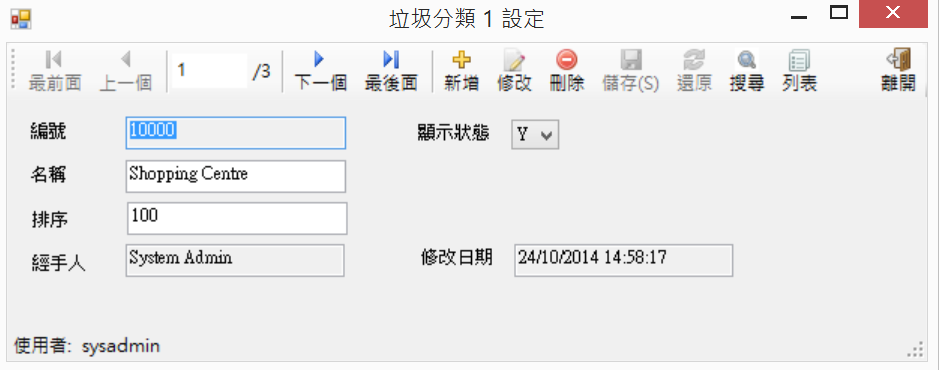 垃圾分類 1 設定
最前面 上一個 1 /3 下一個 最後面 新增 修改 刪除 儲存(S) 還原 搜尋 列表 離開
編號 10000 顯示狀態 Y
名稱 Shopping Centre
排序 100
經手人 System Admin 修改日期 24/10/2014 14:58:17
使用者: sysadmin